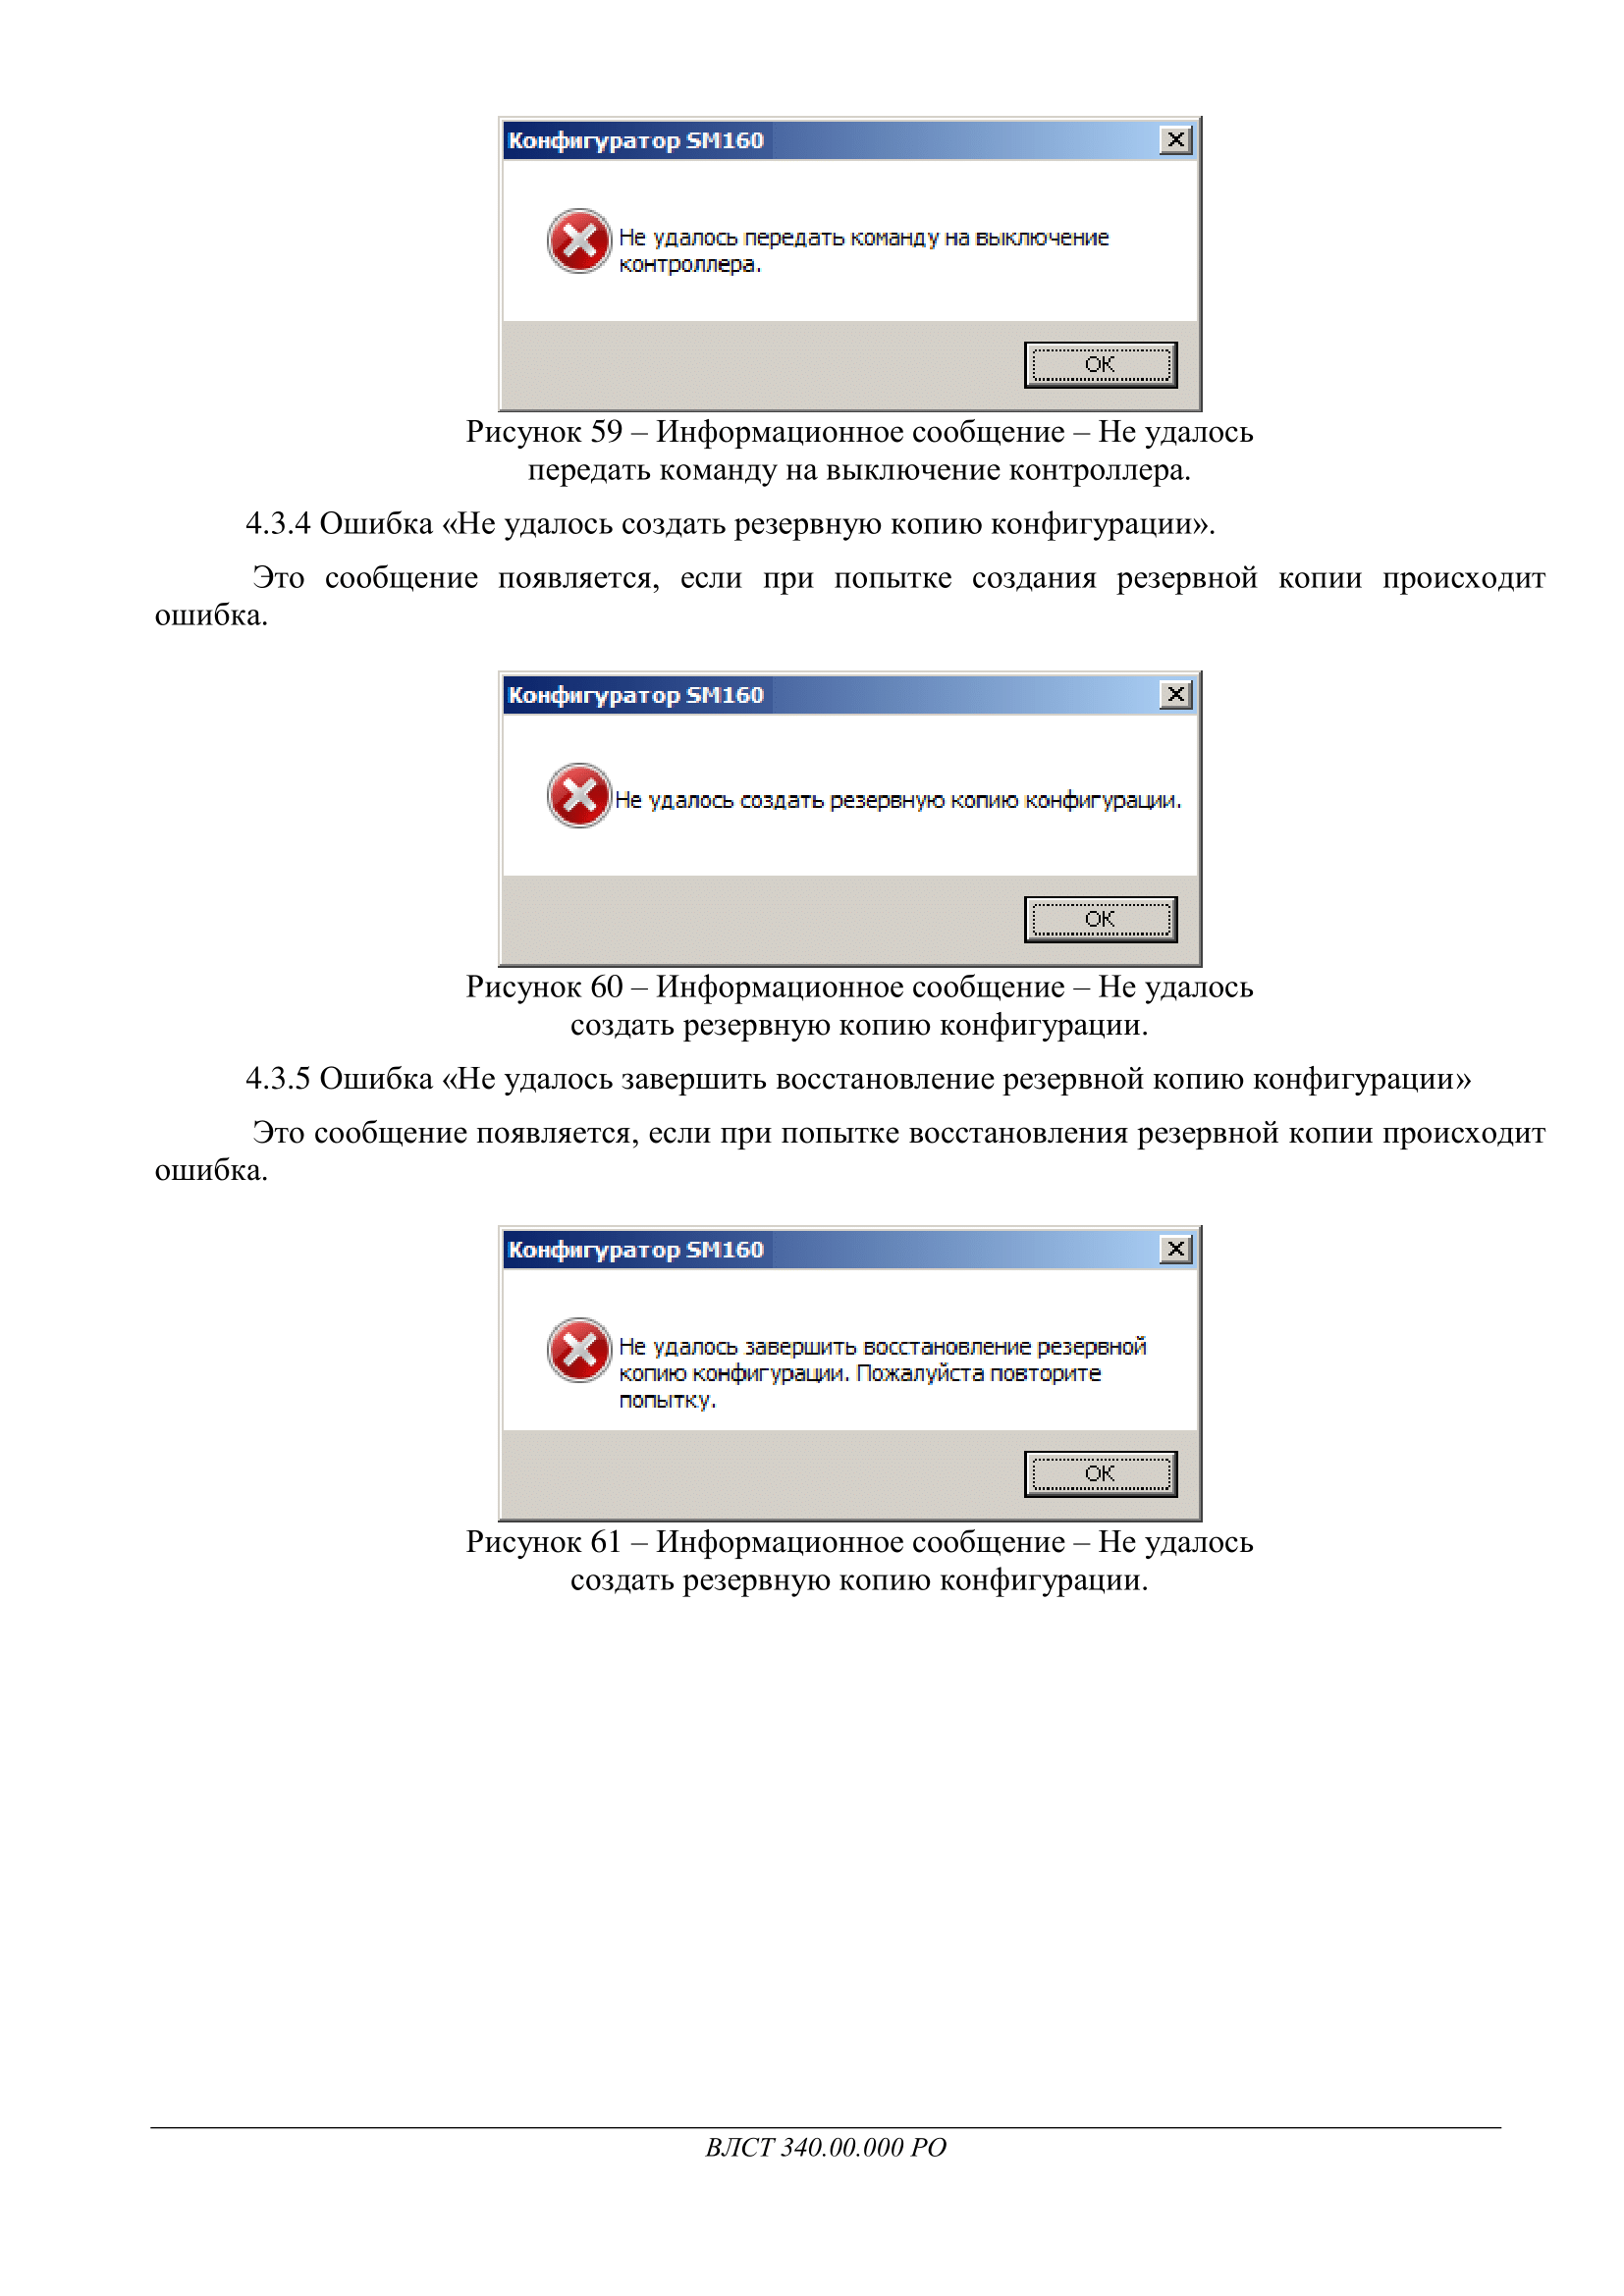 Конфигуратор SM160
Не удалось передать команду на выключение
контроллера.
OK
Рисунок 59 – Информационное сообщение – Не удалось
передать команду на выключение контроллера.
4.3.4 Ошибка «Не удалось создать резервную копию конфигурации».
Это сообщение появляется, если при попытке создания резервной копии происходит
ошибка.
Конфигуратор SM160
Не удалось создать резервную копию конфигурации.
OK
Рисунок 60 – Информационное сообщение – Не удалось
создать резервную копию конфигурации.
4.3.5 Ошибка «Не удалось завершить восстановление резервной копию конфигурации»
Это сообщение появляется, если при попытке восстановления резервной копии происходит
ошибка.
Конфигуратор SM160
Не удалось завершить восстановление резервной
копию конфигурации. Пожалуйста повторите
попытку.
OK
Рисунок 61 – Информационное сообщение – Не удалось
создать резервную копию конфигурации.
ВЛСТ 340.00.000 РО